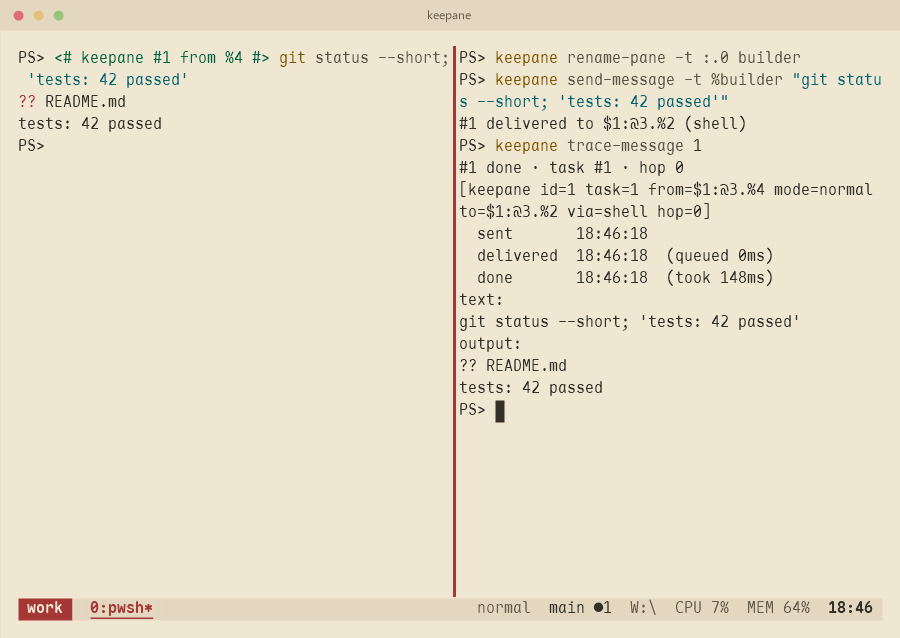 keepane
PS> <# keepane #1 from %4 #> git status --short;
 'tests: 42 passed'
?? README.md
tests: 42 passed
PS>
PS> keepane rename-pane -t :.0 builder
PS> keepane send-message -t %builder "git statu
s --short; 'tests: 42 passed'"
#1 delivered to $1:@3.%2 (shell)
PS> keepane trace-message 1
#1 done · task #1 · hop 0
[keepane id=1 task=1 from=$1:@3.%4 mode=normal
to=$1:@3.%2 via=shell hop=0]
  sent       18:46:18
  delivered  18:46:18  (queued 0ms)
  done       18:46:18  (took 148ms)
text:
git status --short; 'tests: 42 passed'
output:
?? README.md
tests: 42 passed
PS>
work  0:pwsh*  normal  main ●1  W:\  CPU 7%  MEM 64%  18:46